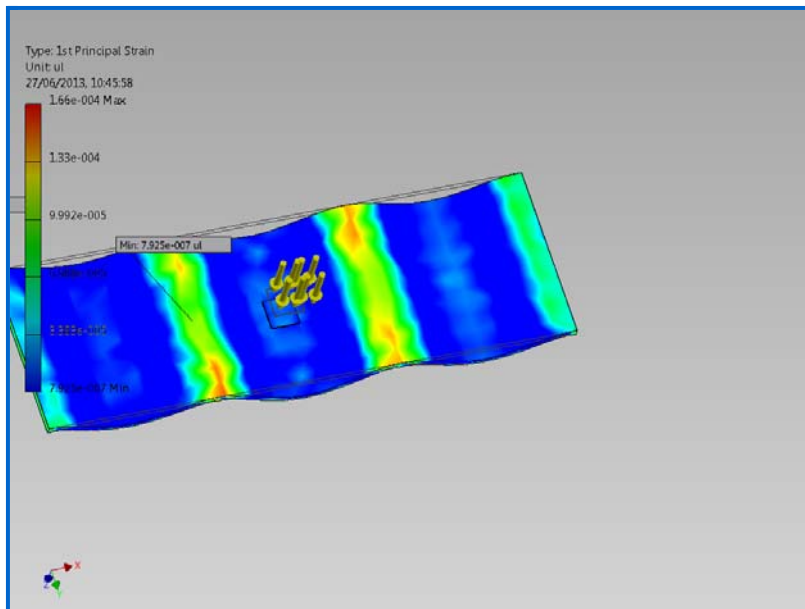 Type: 1st Principal Strain
Unit: ul
27/06/2013, 10:45:58
1.66e-004 Max
1.33e-004
9.992e-005
Min: 7.925e-007 ul
Min
X
Z
Y